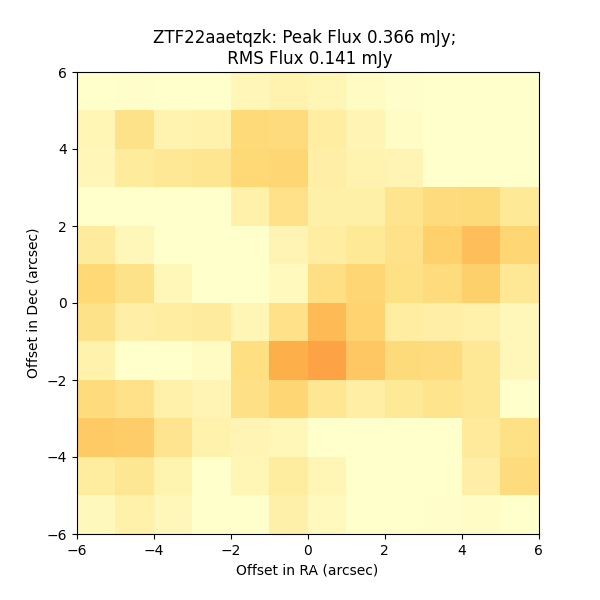 ZTF22aaetqzk: Peak Flux 0.366 mJy;
RMS Flux 0.141 mJy
6
4
2
0
−2
−4
−6
Offset in Dec (arcsec)
−6 −4 −2 0 2 4 6
Offset in RA (arcsec)